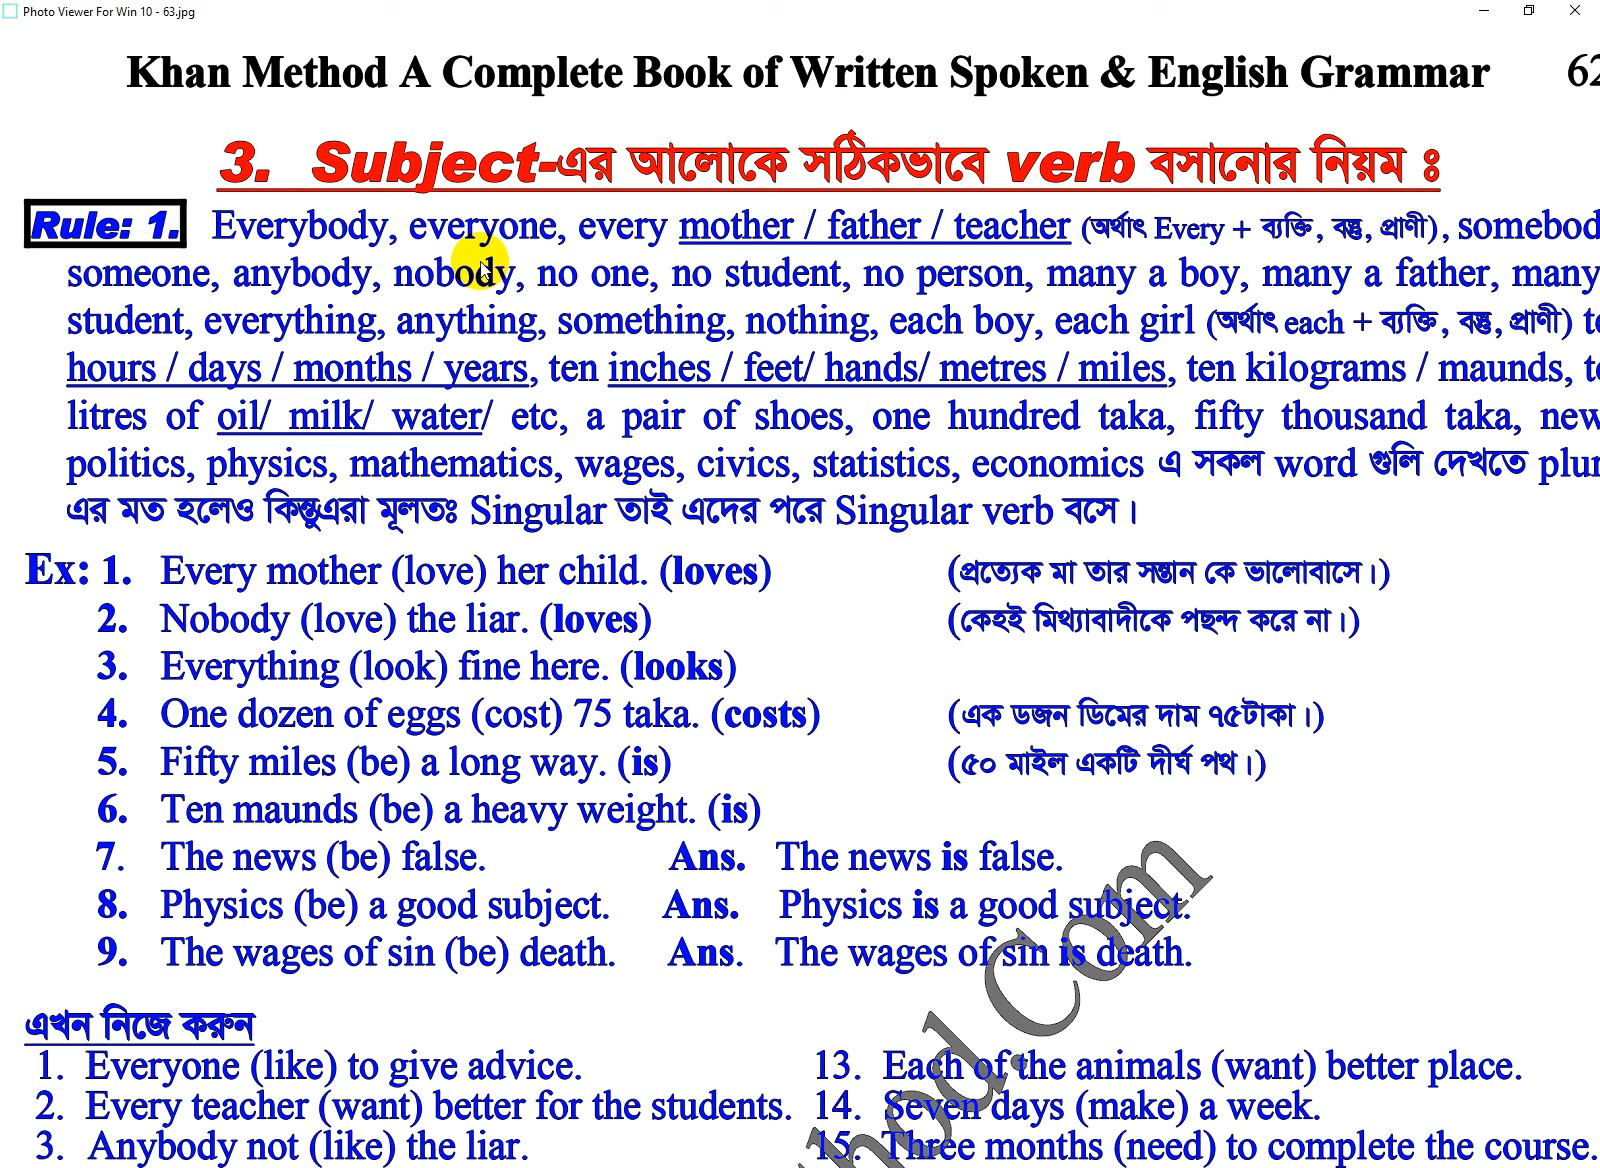 Photo Viewer For Win 10 - 63.jpg
Khan Method A Complete Book of Written Spoken & English Grammar 62
3. Subject-এর আলোকে সঠিকভাবে verb বসানোর নিয়ম ঃ
Rule: 1. Everybody, everyone, every mother / father / teacher (অর্থাৎ Every + ব্যক্তি, বস্তু, প্রাণী), somebod
someone, anybody, nobody, no one, no student, no person, many a boy, many a father, many
student, everything, anything, something, nothing, each boy, each girl (অর্থাৎ each + ব্যক্তি, বস্তু, প্রাণী) te
hours / days / months / years, ten inches / feet/ hands/ metres / miles, ten kilograms / maunds, te
litres of oil/ milk/ water/ etc, a pair of shoes, one hundred taka, fifty thousand taka, new
politics, physics, mathematics, wages, civics, statistics, economics এ সকল word গুলি দেখতে plur
এর মত হলেও কিন্তুএরা মূলতঃ Singular তাই এদের পরে Singular verb বসে।
Ex: 1. Every mother (love) her child. (loves) (প্রত্যেক মা তার সন্তান কে ভালোবাসে।)
2. Nobody (love) the liar. (loves) (কেহই মিথ্যাবাদীকে পছন্দ করে না।)
3. Everything (look) fine here. (looks)
4. One dozen of eggs (cost) 75 taka. (costs) (এক ডজন ডিমের দাম ৭৫টাকা।)
5. Fifty miles (be) a long way. (is) (৫০ মাইল একটি দীর্ঘ পথ।)
6. Ten maunds (be) a heavy weight. (is)
7. The news (be) false. Ans. The news is false.
8. Physics (be) a good subject. Ans. Physics is a good subject.
9. The wages of sin (be) death. Ans. The wages of sin is death.
এখন নিজে করুন
1. Everyone (like) to give advice. 13. Each of the animals (want) better place.
2. Every teacher (want) better for the students. 14. Seven days (make) a week.
3. Anybody not (like) the liar. 15. Three months (need) to complete the course.
hod.Com